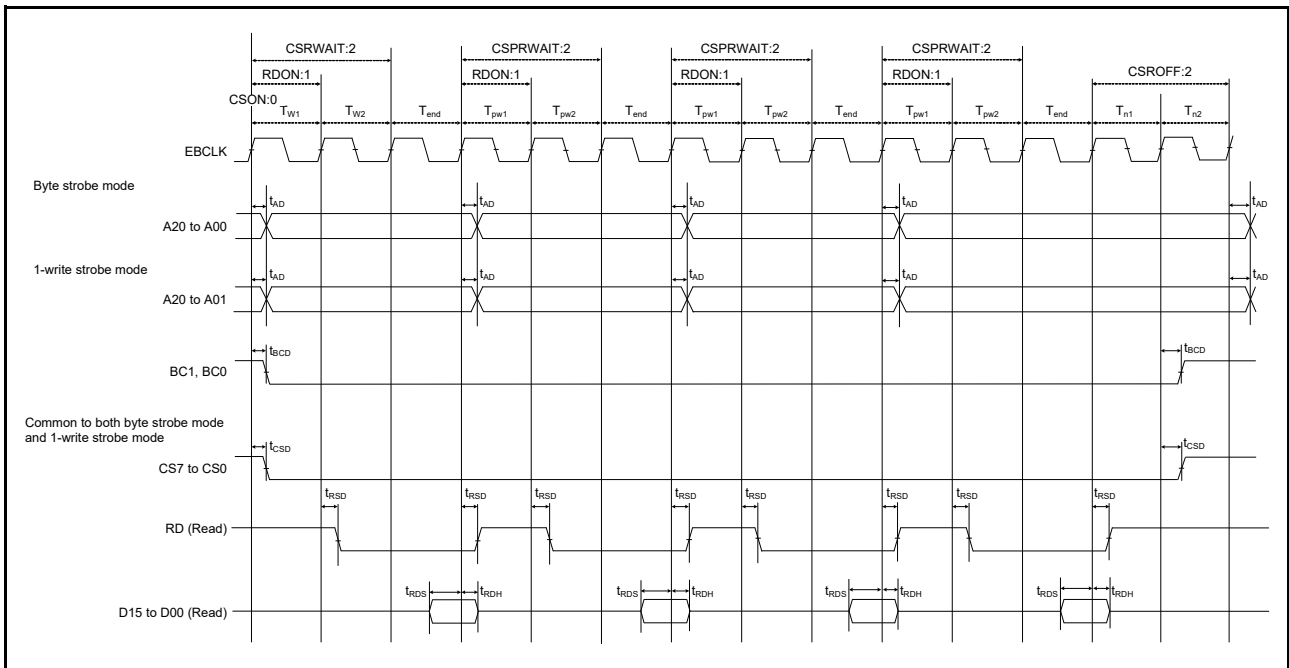 CSRWAIT:2 CSPRWAIT:2 CSPRWAIT:2 CSPRWAIT:2
RDON:1 RDON:1 RDON:1 RDON:1 CSROFF:2
CSON:0
TW1 TW2 Tend Tpw1 Tpw2 Tend Tpw1 Tpw2 Tend Tpw1 Tpw2 Tend Tn1 Tn2
EBCLK
Byte strobe mode
tAD tAD tAD tAD tAD
A20 to A00
1-write strobe mode
tAD tAD tAD tAD tAD
A20 to A01
tBCD tBCD
BC1, BC0
Common to both byte strobe mode
and 1-write strobe mode
tCSD tCSD
CS7 to CS0
tRSD tRSD tRSD tRSD tRSD tRSD tRSD tRSD
RD (Read)
tRDS tRDH tRDS tRDH tRDS tRDH tRDS tRDH
D15 to D00 (Read)